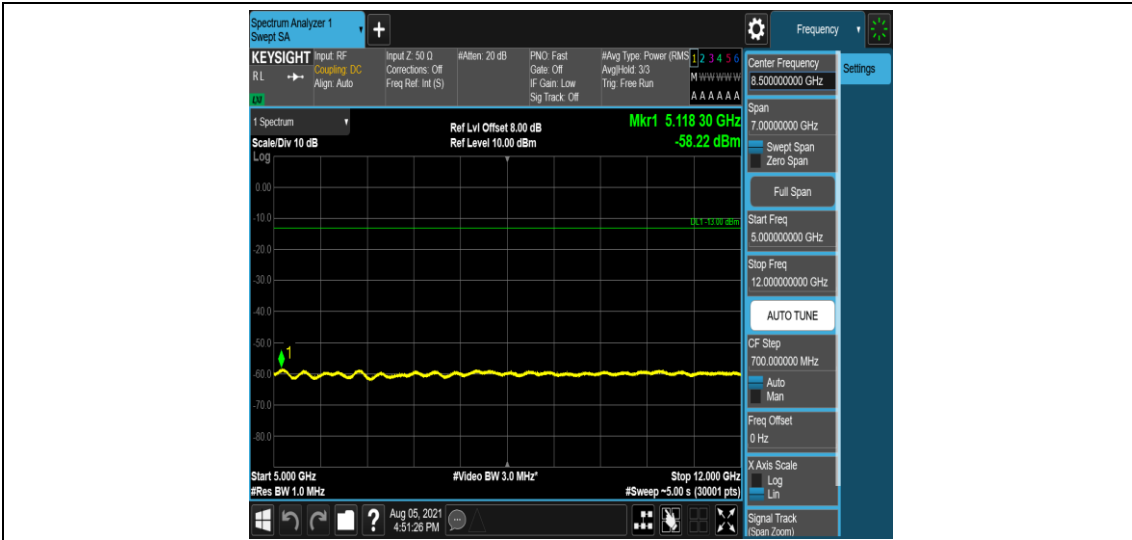 Spectrum Analyzer 1
Swept SA
+
Frequency
KEYSIGHT
RL
LXI
Input: RF
Coupling: DC
Align: Auto
Input Z: 50 Ω
Corrections: Off
Freq Ref: Int (S)
#Atten: 20 dB
PNO: Fast
Gate: Off
IF Gain: Low
Sig Track: Off
#Avg Type: Power (RMS
Avg|Hold: 3/3
Trig: Free Run
1 2 3 4 5 6
M W W W W W
A A A A A A
1 Spectrum
Scale/Div 10 dB
Log
Ref Lvl Offset 8.00 dB
Ref Level 10.00 dBm
Mkr1 5.118 30 GHz
-58.22 dBm
0.00
-10.0
DL1 -13.00 dBm
-20.0
-30.0
-40.0
-50.0
1
-60.0
-70.0
-80.0
Start 5.000 GHz
#Res BW 1.0 MHz
#Video BW 3.0 MHz*
Stop 12.000 GHz
#Sweep ~5.00 s (30001 pts)
?
Aug 05, 2021
4:51:26 PM
Center Frequency
8.500000000 GHz
Settings
Span
7.00000000 GHz
Swept Span
Zero Span
Full Span
Start Freq
5.000000000 GHz
Stop Freq
12.000000000 GHz
AUTO TUNE
CF Step
700.000000 MHz
Auto
Man
Freq Offset
0 Hz
X Axis Scale
Log
Lin
Signal Track
(Span Zoom)